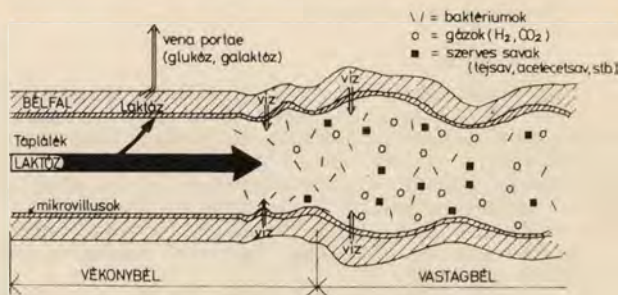 \ / = baktériumok
○ = gázok (H₂, CO₂)
■ = szerves savak
(tejsav, acetecetsav, stb.)
vena portae
(glukóz, galaktóz)
BÉLFAL
Laktóz
víz
víz
Táplálék
LAKTÓZ
mikrovillusok
víz
víz
VÉKONYBÉL
VASTAGBÉL